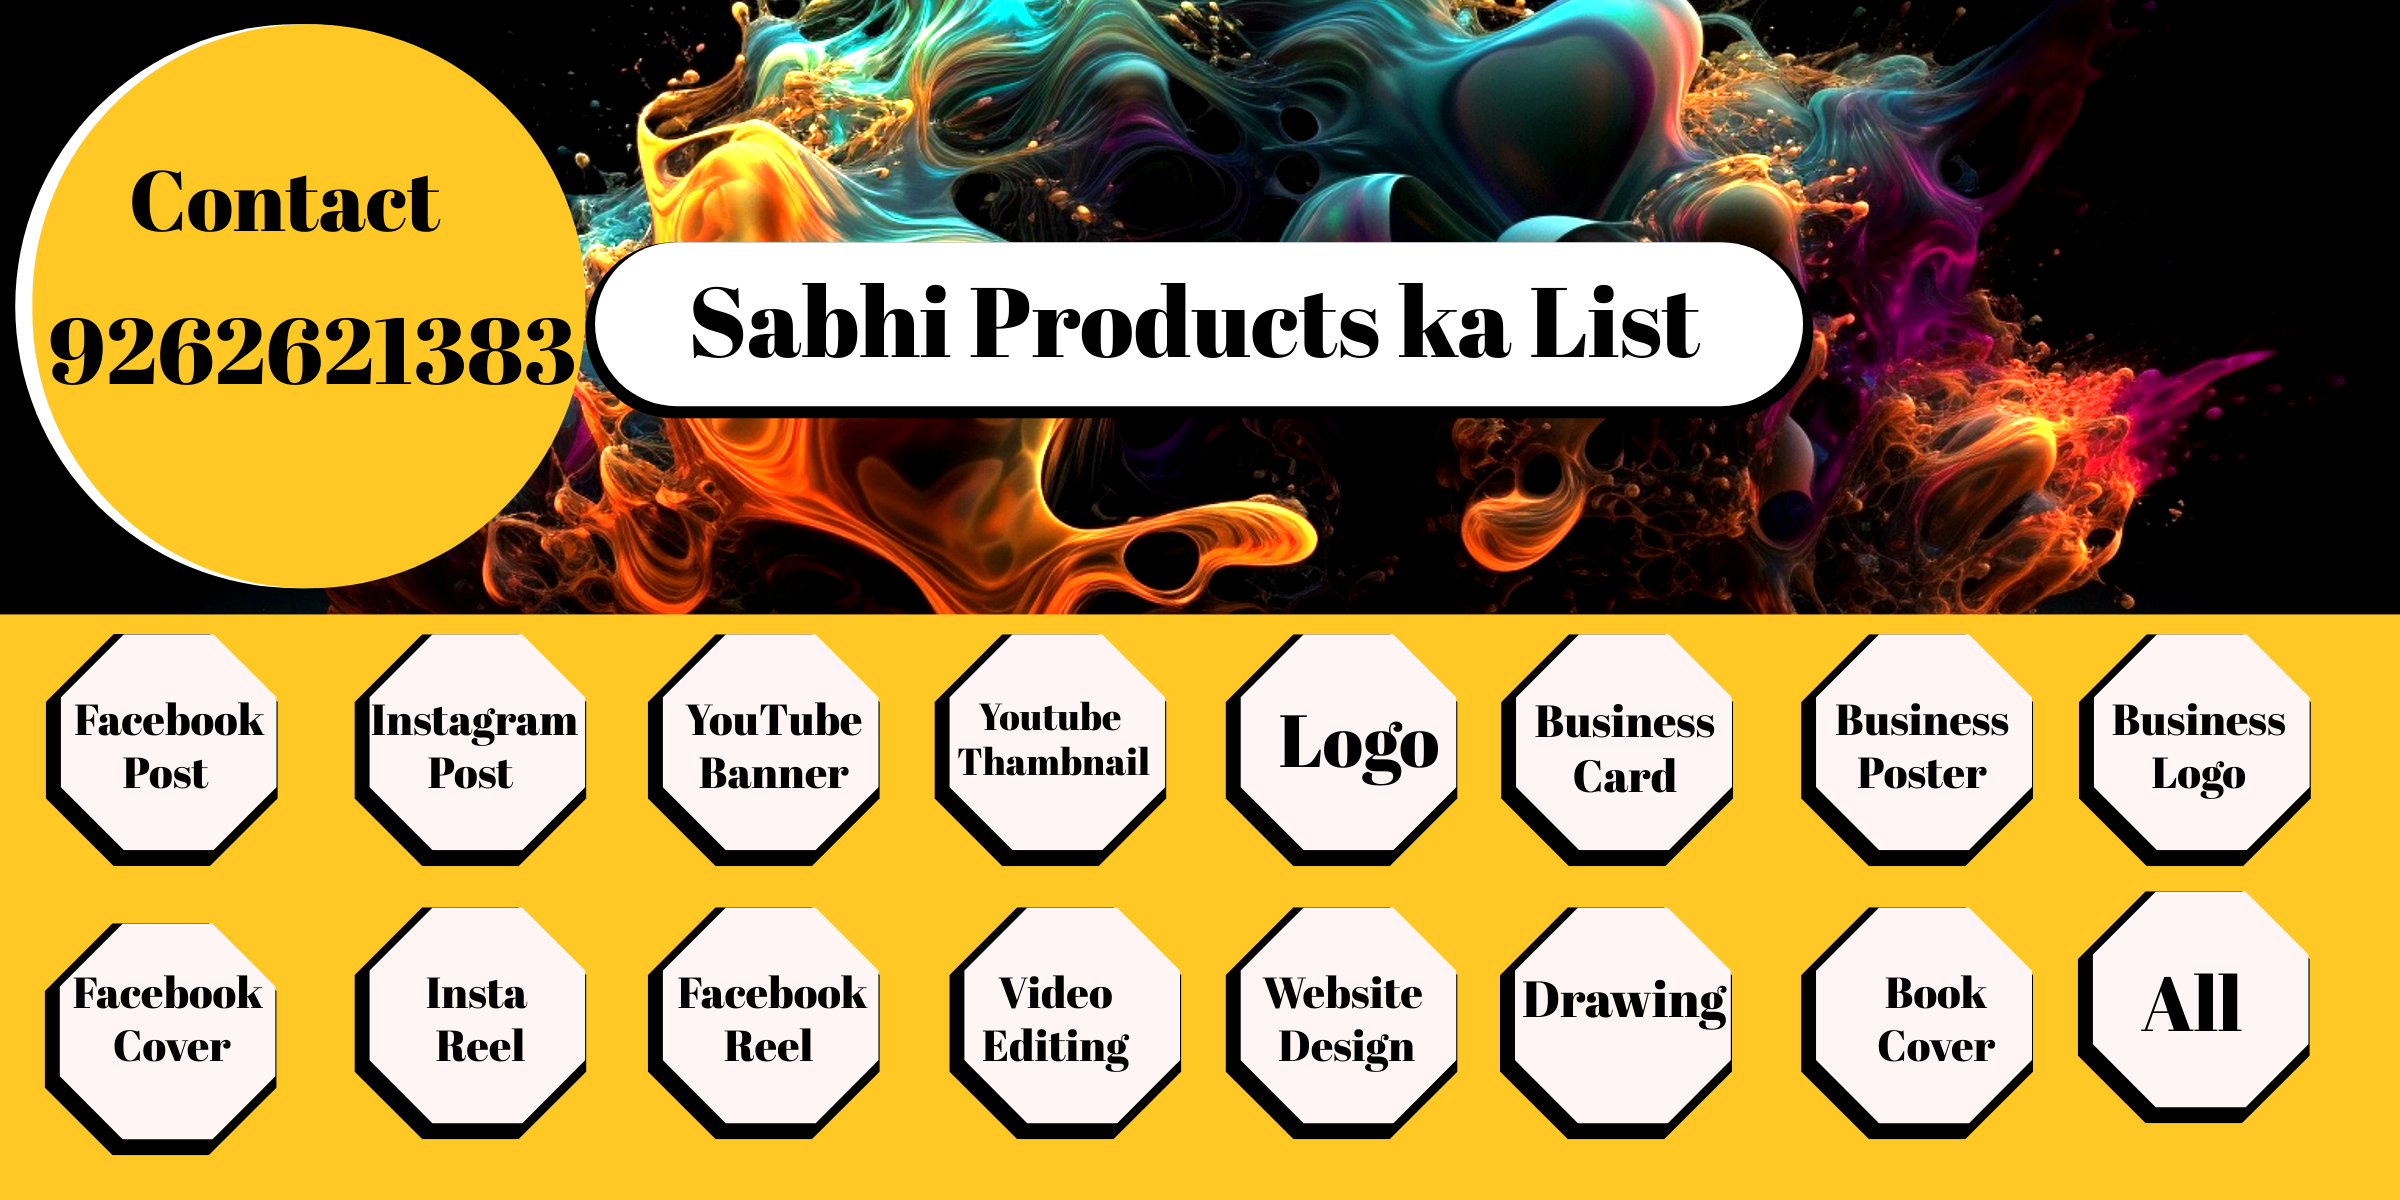 Contact
9262621383
Sabhi Products ka List
Facebook
Post
Instagram
Post
YouTube
Banner
Youtube
Thambnail
Logo
Business
Card
Business
Poster
Business
Logo
Facebook
Cover
Insta
Reel
Facebook
Reel
Video
Editing
Website
Design
Drawing
Book
Cover
All